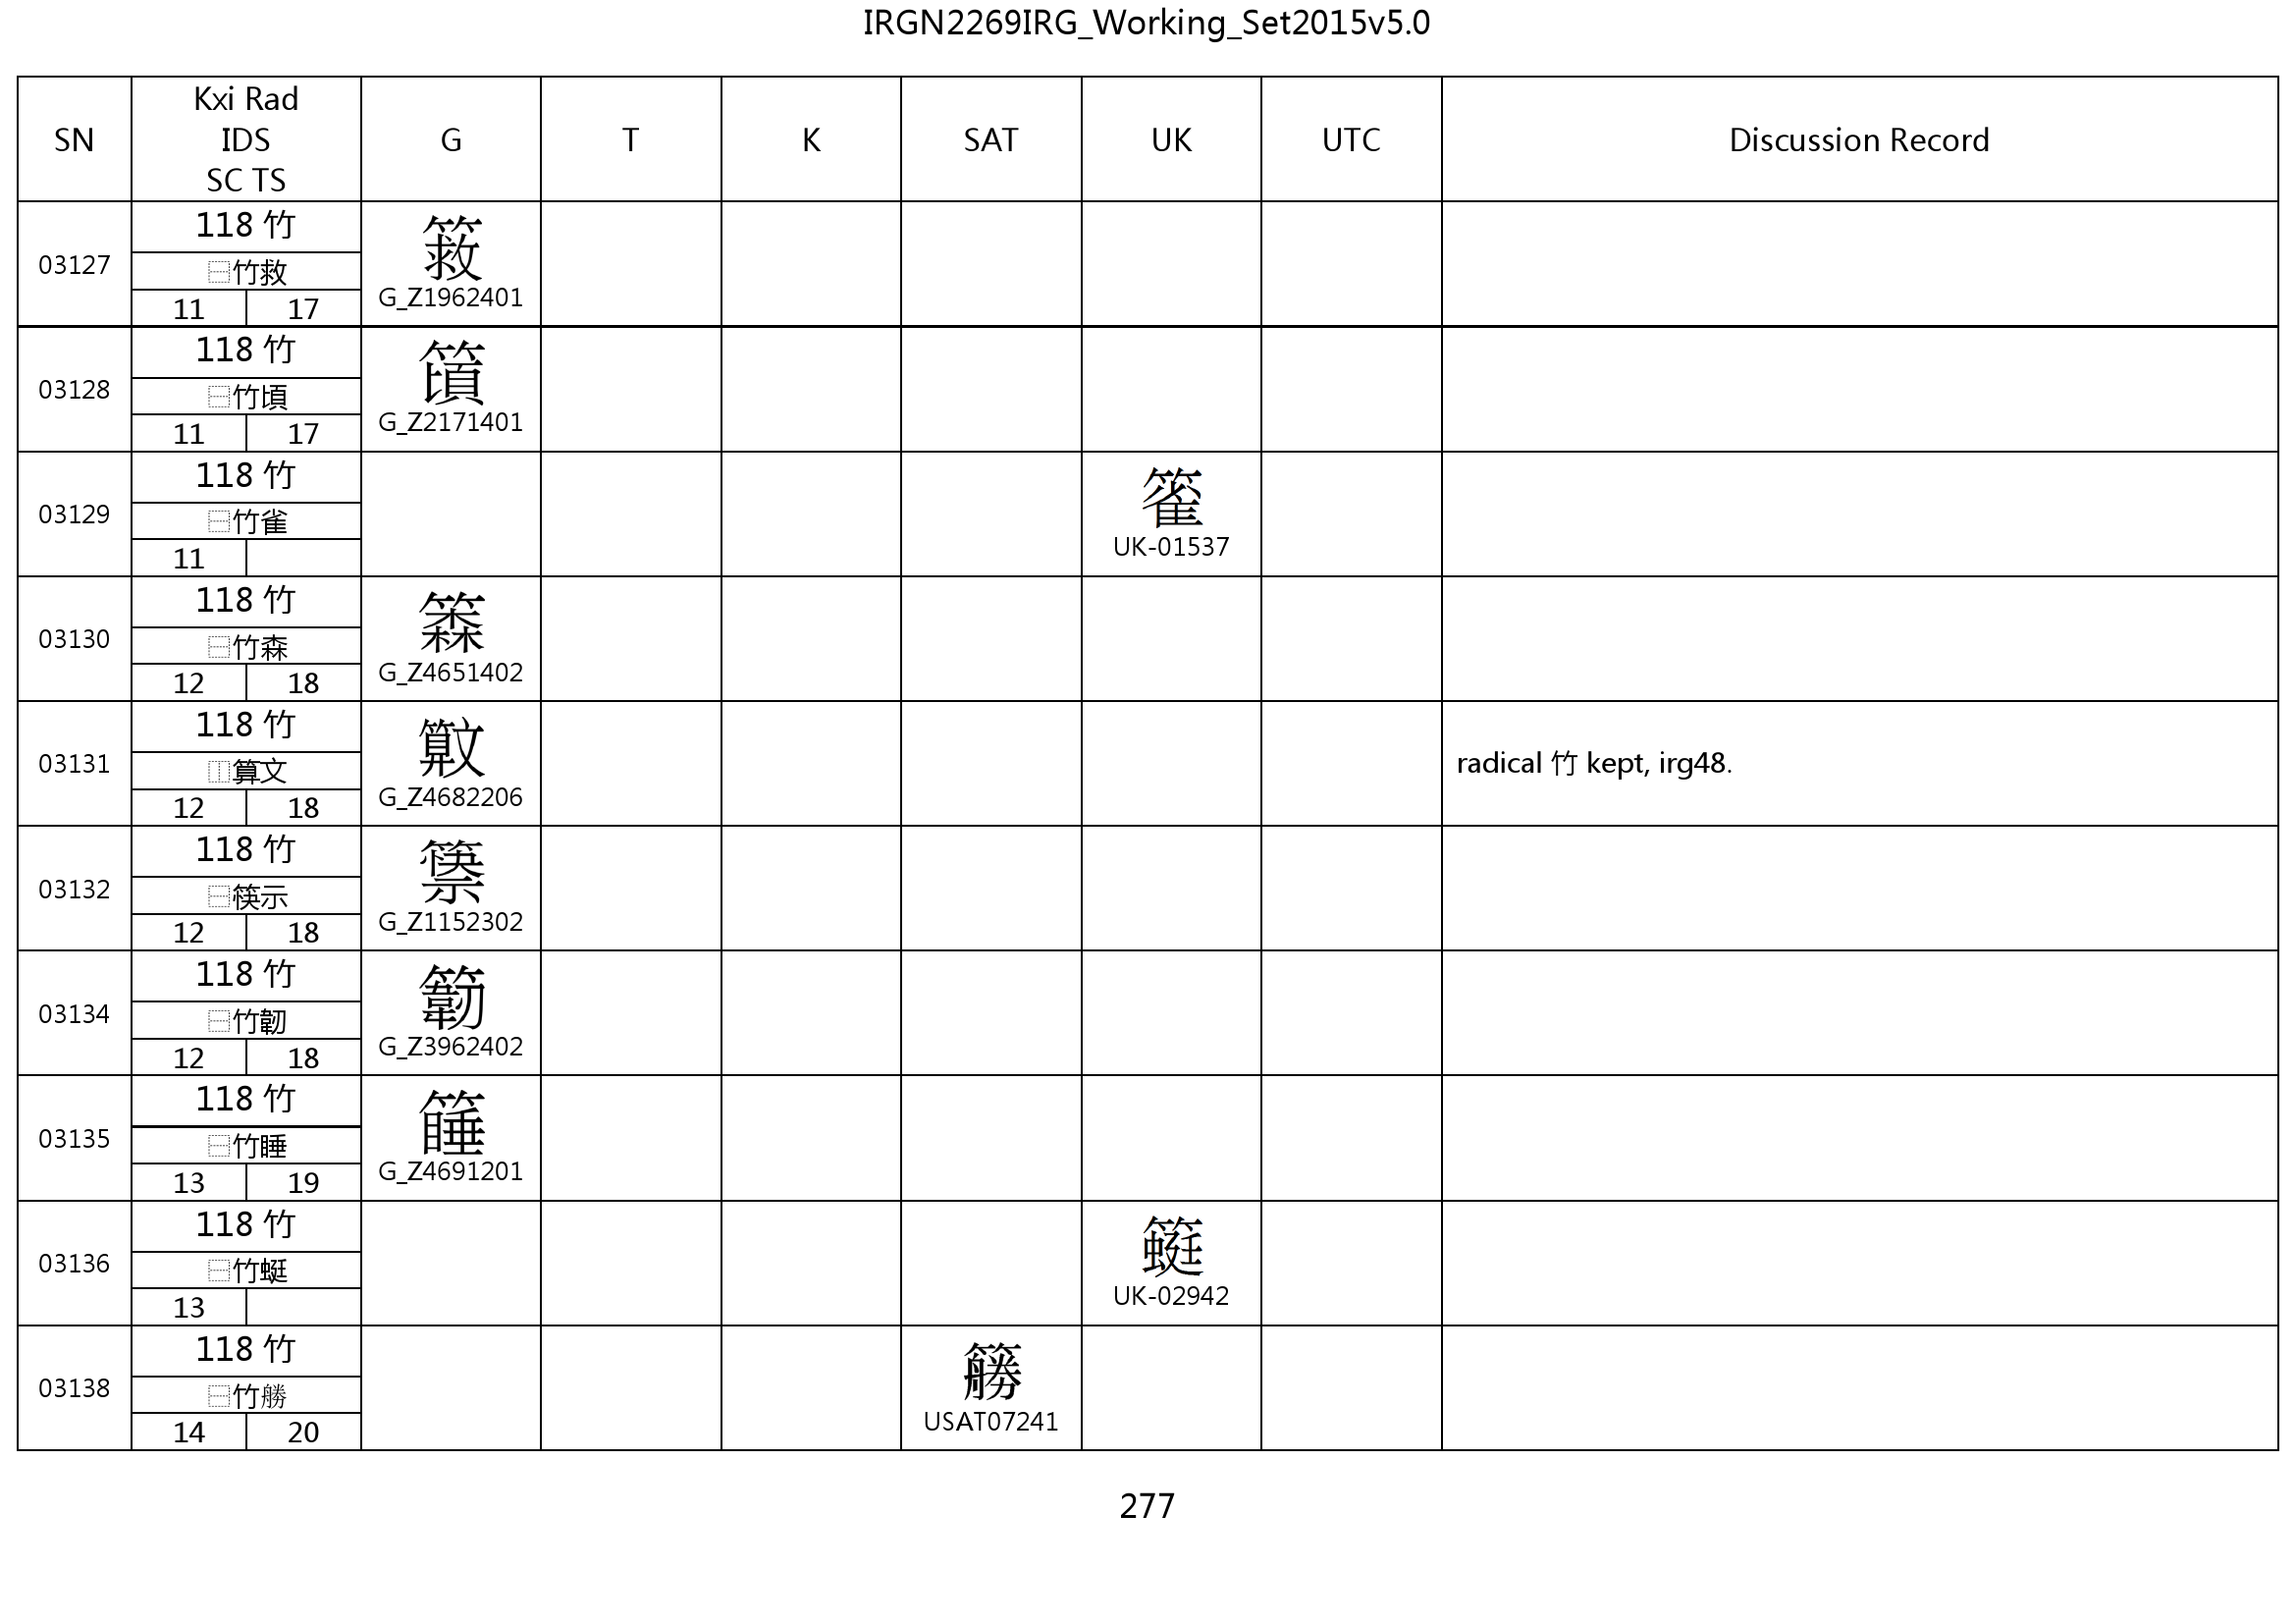 IRGN2269IRG_Working_Set2015v5.0
SN Kxi Rad IDS SC TS G T K SAT UK UTC Discussion Record
03127
118 竹
⿱竹救
11 17
G_Z1962401
03128
118 竹
⿱竹頃
11 17
G_Z2171401
03129
118 竹
⿱竹雀
11
UK-01537
03130
118 竹
⿱竹森
12 18
G_Z4651402
03131
118 竹
⿰算文
12 18
G_Z4682206
radical 竹 kept, irg48.
03132
118 竹
⿱筷示
12 18
G_Z1152302
03134
118 竹
⿱竹韌
12 18
G_Z3962402
03135
118 竹
⿱竹睡
13 19
G_Z4691201
03136
118 竹
⿱竹蜓
13
UK-02942
03138
118 竹
⿱竹艕
14 20
USAT07241
277